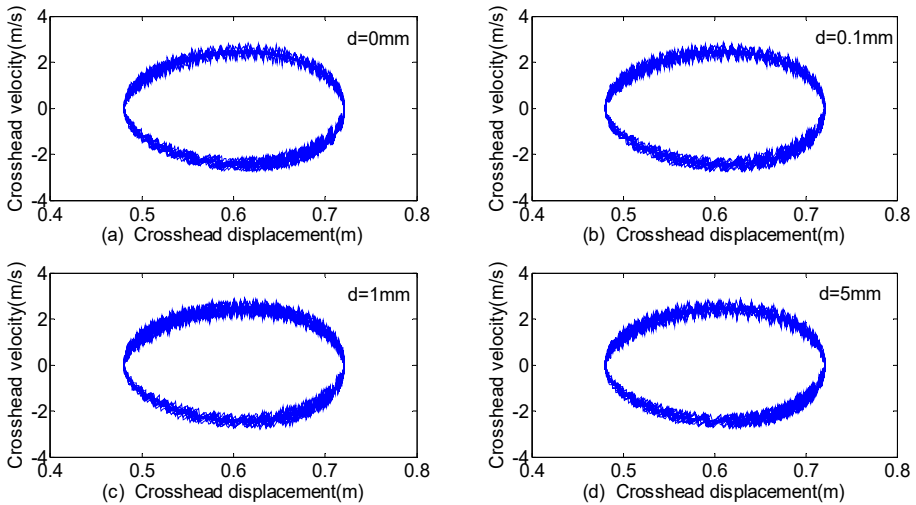 4
2
0
-2
-4
Crosshead velocity(m/s)
d=0mm
0.4 0.5 0.6 0.7 0.8
(a) Crosshead displacement(m)
4
2
0
-2
-4
Crosshead velocity(m/s)
d=0.1mm
0.4 0.5 0.6 0.7 0.8
(b) Crosshead displacement(m)
4
2
0
-2
-4
Crosshead velocity(m/s)
d=1mm
0.4 0.5 0.6 0.7 0.8
(c) Crosshead displacement(m)
4
2
0
-2
-4
Crosshead velocity(m/s)
d=5mm
0.4 0.5 0.6 0.7 0.8
(d) Crosshead displacement(m)